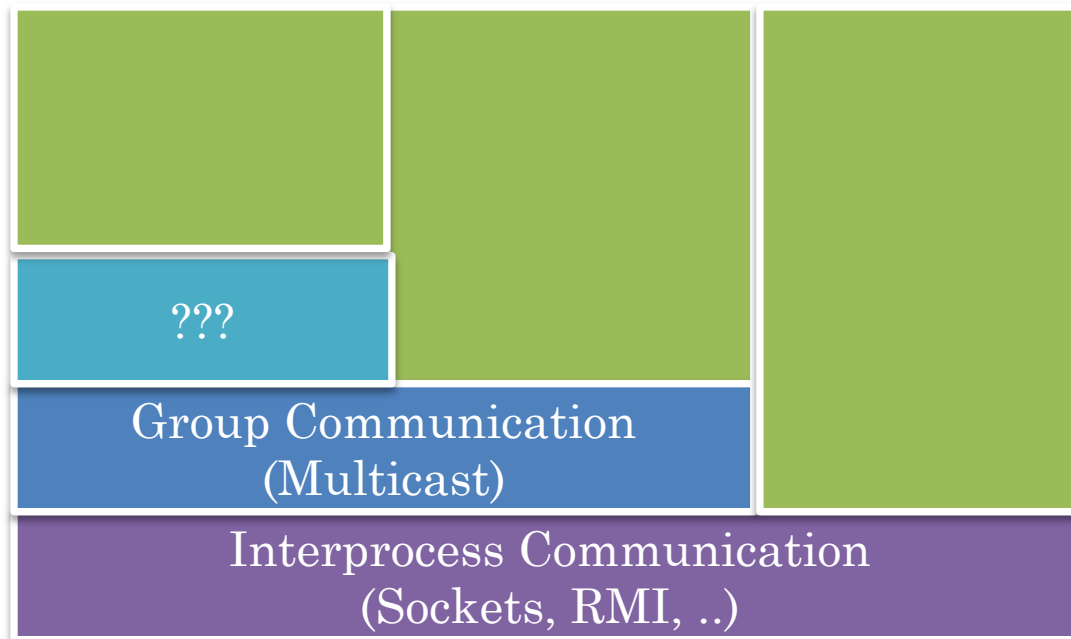 ???
Group Communication
(Multicast)
Interprocess Communication
(Sockets, RMI, ..)